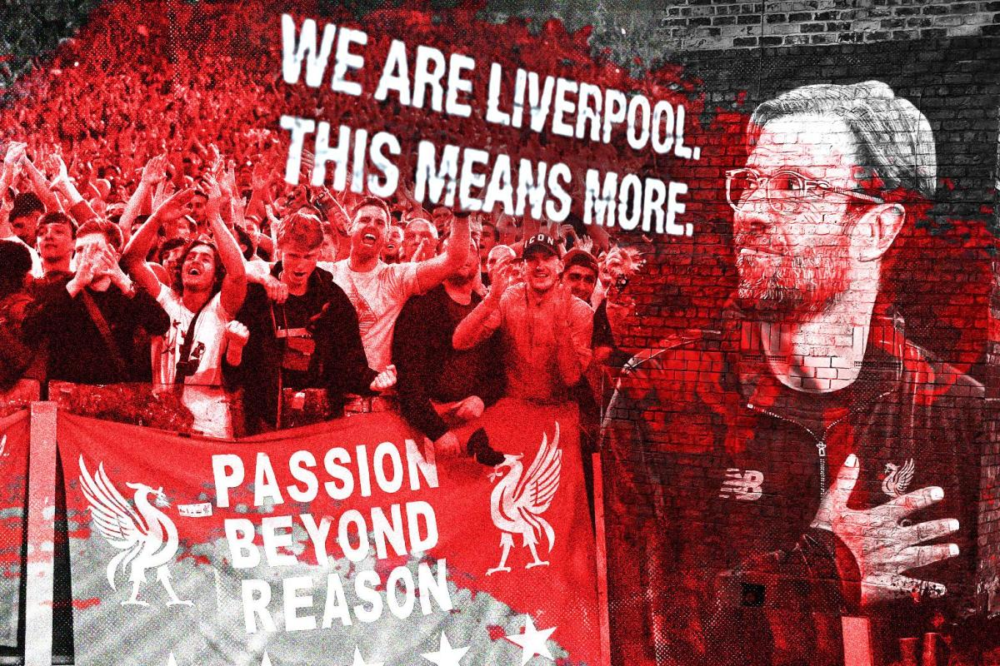 WE ARE LIVERPOOL.
THIS MEANS MORE.
ICON
PASSION
BEYOND
REASON
NB